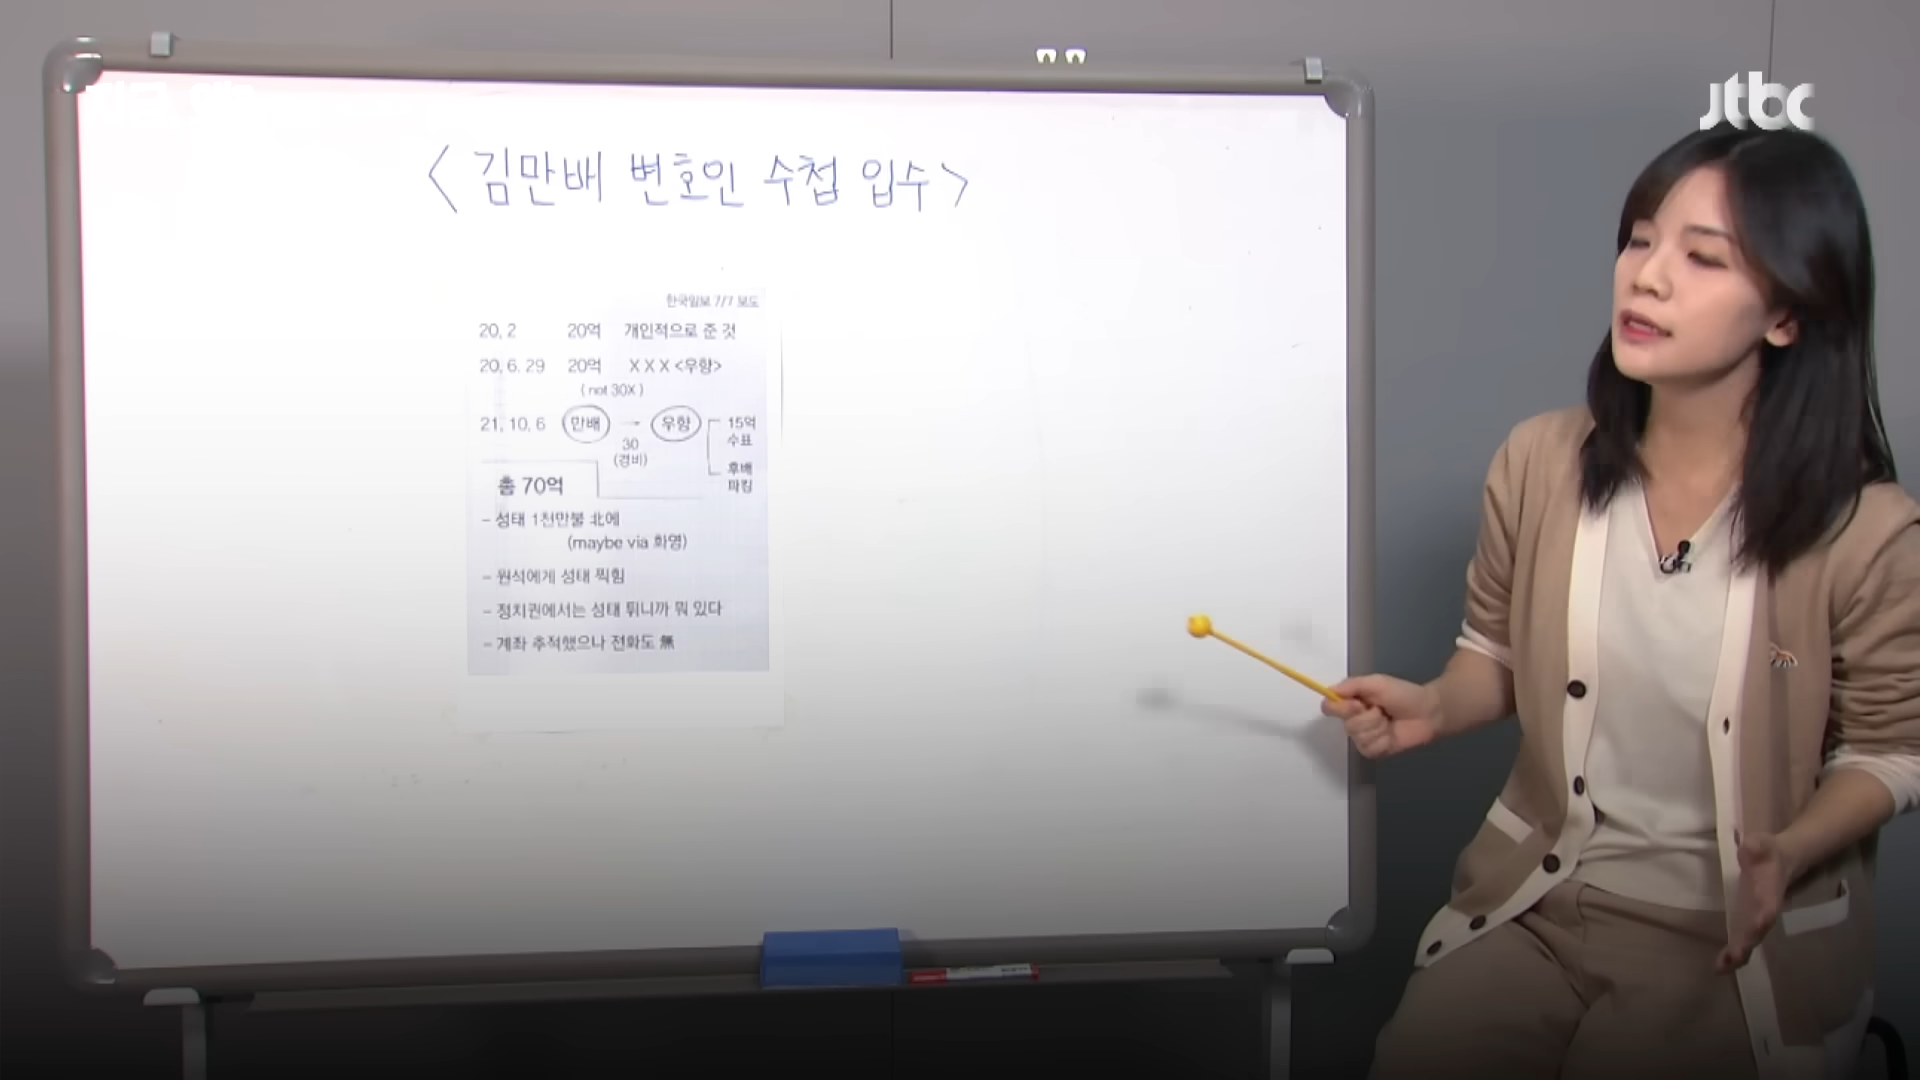 jtbc
<김만배 변호인 수첩 입수>
한국일보 7/7 보도
20. 2 20억 개인적으로 준 것
20. 6. 29 20억 X X X <우향>
(not 30X)
21. 10. 6 만배 → 우향
15억
수표
30
(경비)
후배
파킹
총 70억
- 성태 1천만불 北에
(maybe via 화영)
- 원석에게 성태 찍힘
- 정치권에서는 성태 튀니까 뭐 있다
- 계좌 추적했으나 전화도 無